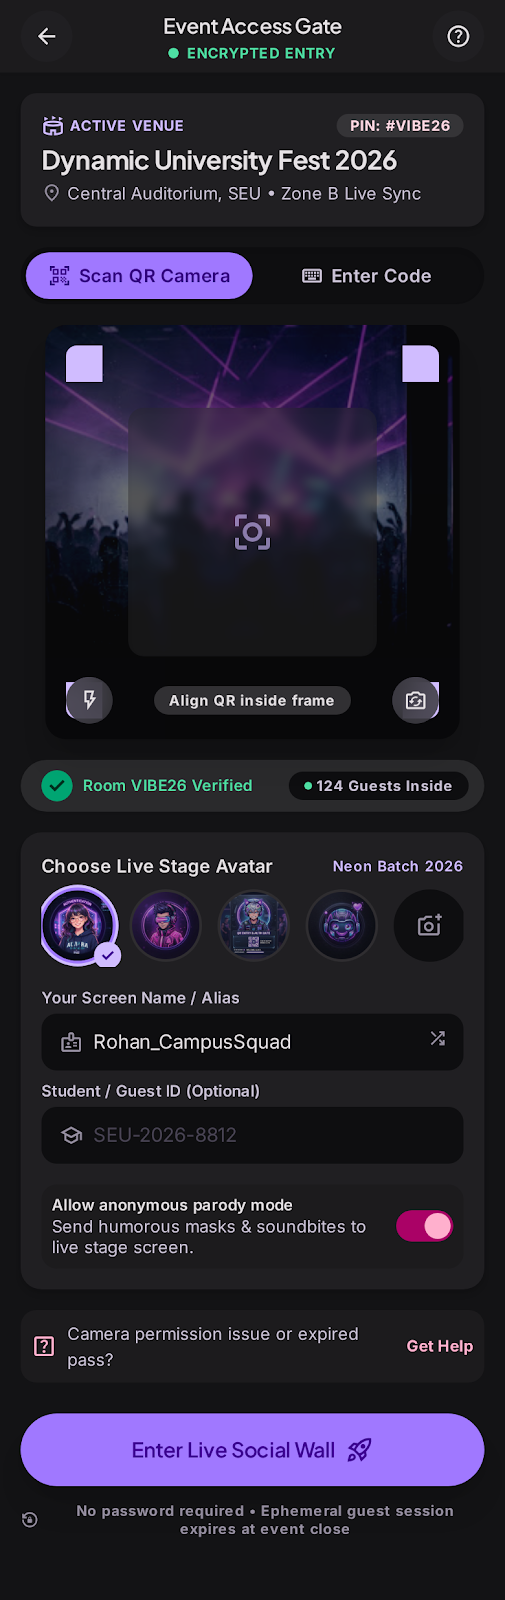 Event Access Gate
ENCRYPTED ENTRY
ACTIVE VENUE
PIN: #VIBE26
Dynamic University Fest 2026
Central Auditorium, SEU • Zone B Live Sync
Scan QR Camera
Enter Code
Align QR inside frame
Room VIBE26 Verified
124 Guests Inside
Choose Live Stage Avatar
Neon Batch 2026
Your Screen Name / Alias
Rohan_CampusSquad
Student / Guest ID (Optional)
SEU-2026-8812
Allow anonymous parody mode
Send humorous masks & soundbites to
live stage screen.
Camera permission issue or expired
pass?
Get Help
Enter Live Social Wall
No password required • Ephemeral guest session
expires at event close